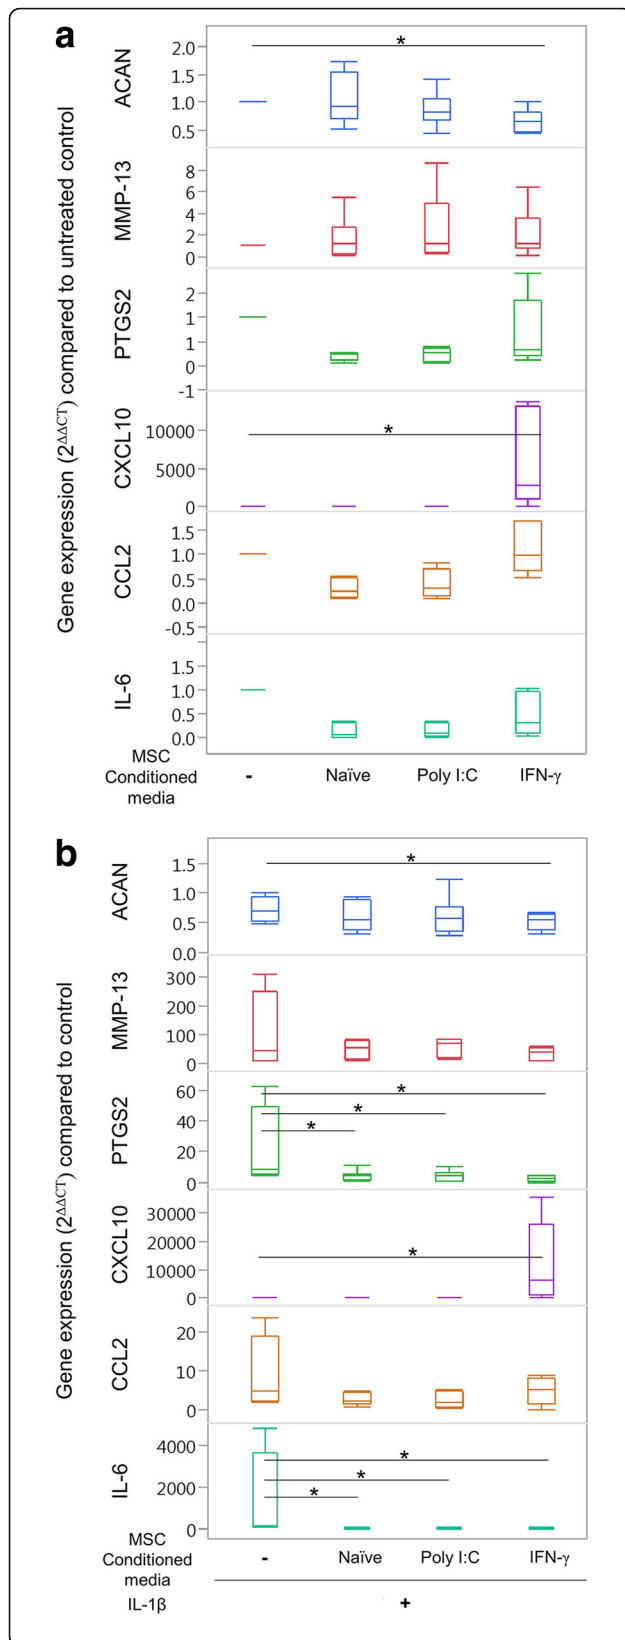 a
Gene expression (2ΔΔCT) compared to untreated control
ACAN
2.0
*
1.5
1.0
0.5
MMP-13
8
6
4
2
0
PTGS2
2
1
1
0
-1
CXCL10
10000
*
5000
0
CCL2
1.5
1.0
0.5
0.0
-0.5
IL-6
1.5
1.0
0.5
0.0
MSC
Conditioned
media
- Naïve Poly I:C IFN-γ
b
Gene expression (2ΔΔCT) compared to control
ACAN
*
1.5
1.0
0.5
0.0
MMP-13
300
200
100
0
PTGS2
60
*
*
40
*
20
0
CXCL10
30000
20000
*
10000
0
CCL2
20
10
0
IL-6
4000
*
*
2000
*
0
MSC
Conditioned
media
- Naïve Poly I:C IFN-γ
IL-1β +